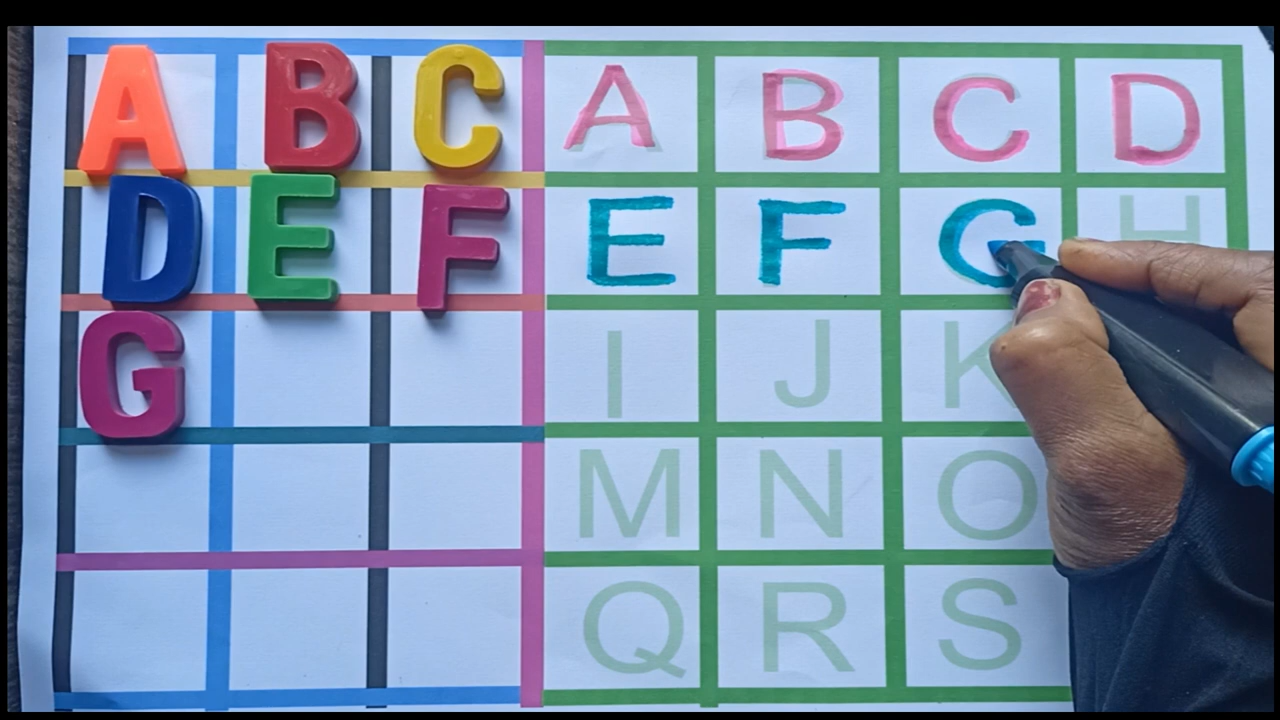 A B C A B C D
D E F E F G H
G I J K
M N O
Q R S